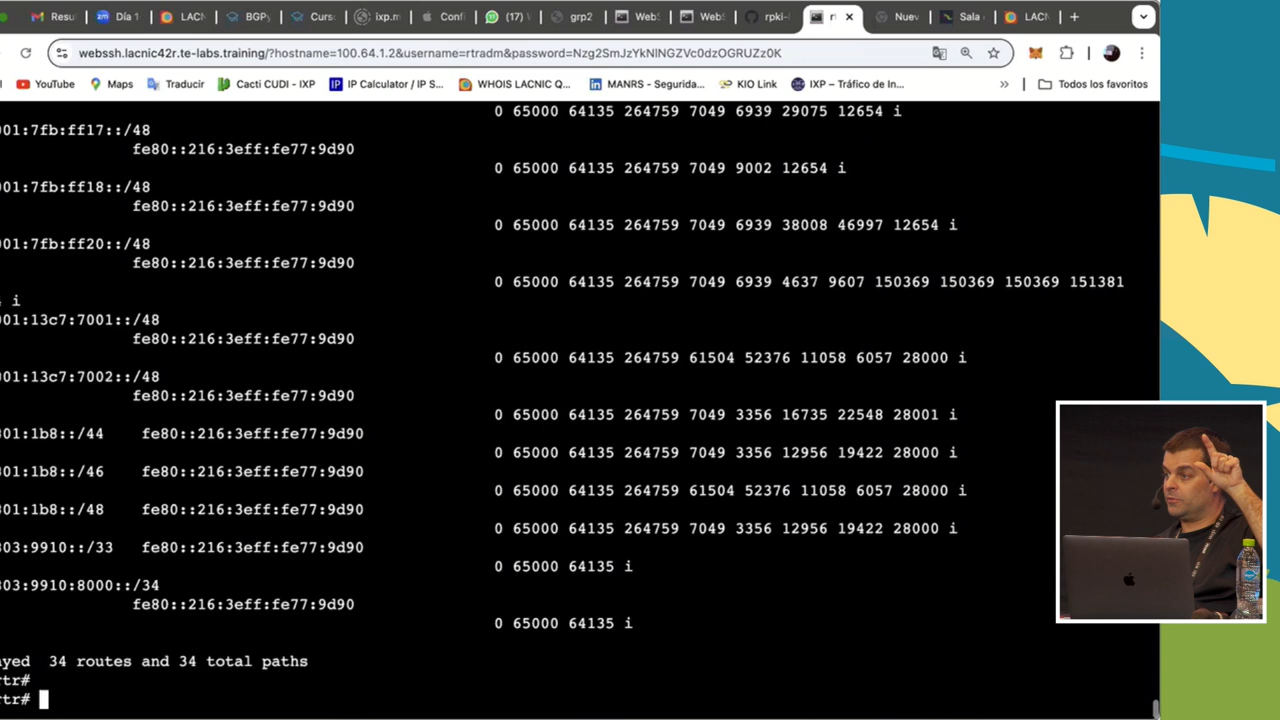 Resu
Día 1
LACN
BGPy
Curso
ixp.m
Confi
(17) \
grp2
WebS
WebS
rpki-
r
Nuev
Sala
LACN
webssh.lacnic42r.te-labs.training/?hostname=100.64.1.2&username=rtradm&password=Nzg2SmJzYkNINGZVc0dzOGRUZz0K
YouTube
Maps
Traducir
Cacti CUDI - IXP
IP Calculator / IP S...
WHOIS LACNIC Q...
MANRS - Segurida...
KIO Link
IXP – Tráfico de In...
»
Todos los favoritos
0 65000 64135 264759 7049 6939 29075 12654 i
001:7fb:ff17::/48
fe80::216:3eff:fe77:9d90
0 65000 64135 264759 7049 9002 12654 i
001:7fb:ff18::/48
fe80::216:3eff:fe77:9d90
0 65000 64135 264759 7049 6939 38008 46997 12654 i
001:7fb:ff20::/48
fe80::216:3eff:fe77:9d90
0 65000 64135 264759 7049 6939 4637 9607 150369 150369 150369 151381
i
001:13c7:7001::/48
fe80::216:3eff:fe77:9d90
0 65000 64135 264759 61504 52376 11058 6057 28000 i
001:13c7:7002::/48
fe80::216:3eff:fe77:9d90
0 65000 64135 264759 7049 3356 16735 22548 28001 i
801:1b8::/44 fe80::216:3eff:fe77:9d90
0 65000 64135 264759 7049 3356 12956 19422 28000 i
801:1b8::/46 fe80::216:3eff:fe77:9d90
0 65000 64135 264759 61504 52376 11058 6057 28000 i
801:1b8::/48 fe80::216:3eff:fe77:9d90
0 65000 64135 264759 7049 3356 12956 19422 28000 i
803:9910::/33 fe80::216:3eff:fe77:9d90
0 65000 64135 i
803:9910:8000::/34
fe80::216:3eff:fe77:9d90
0 65000 64135 i
ayed 34 routes and 34 total paths
rtr#
rtr#